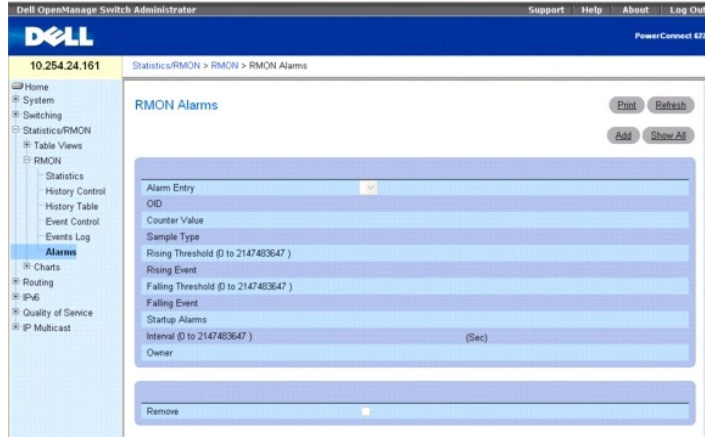 Dell OpenManage Switch Administrator
Support Help About Log Out
DELL
PowerConnect
10.254.24.161
Statistics/RMON > RMON > RMON Alarms
Home
System
Switching
Statistics/RMON
Table Views
RMON
Statistics
History Control
History Table
Event Control
Events Log
Alarms
Charts
Routing
IPv6
Quality of Service
IP Multicast
RMON Alarms
Print Refresh
Add Show All
Alarm Entry
OID
Counter Value
Sample Type
Rising Threshold (0 to 2147483647 )
Rising Event
Falling Threshold (0 to 2147483647 )
Falling Event
Startup Alarms
Interval (0 to 2147483647 ) (Sec)
Owner
Remove